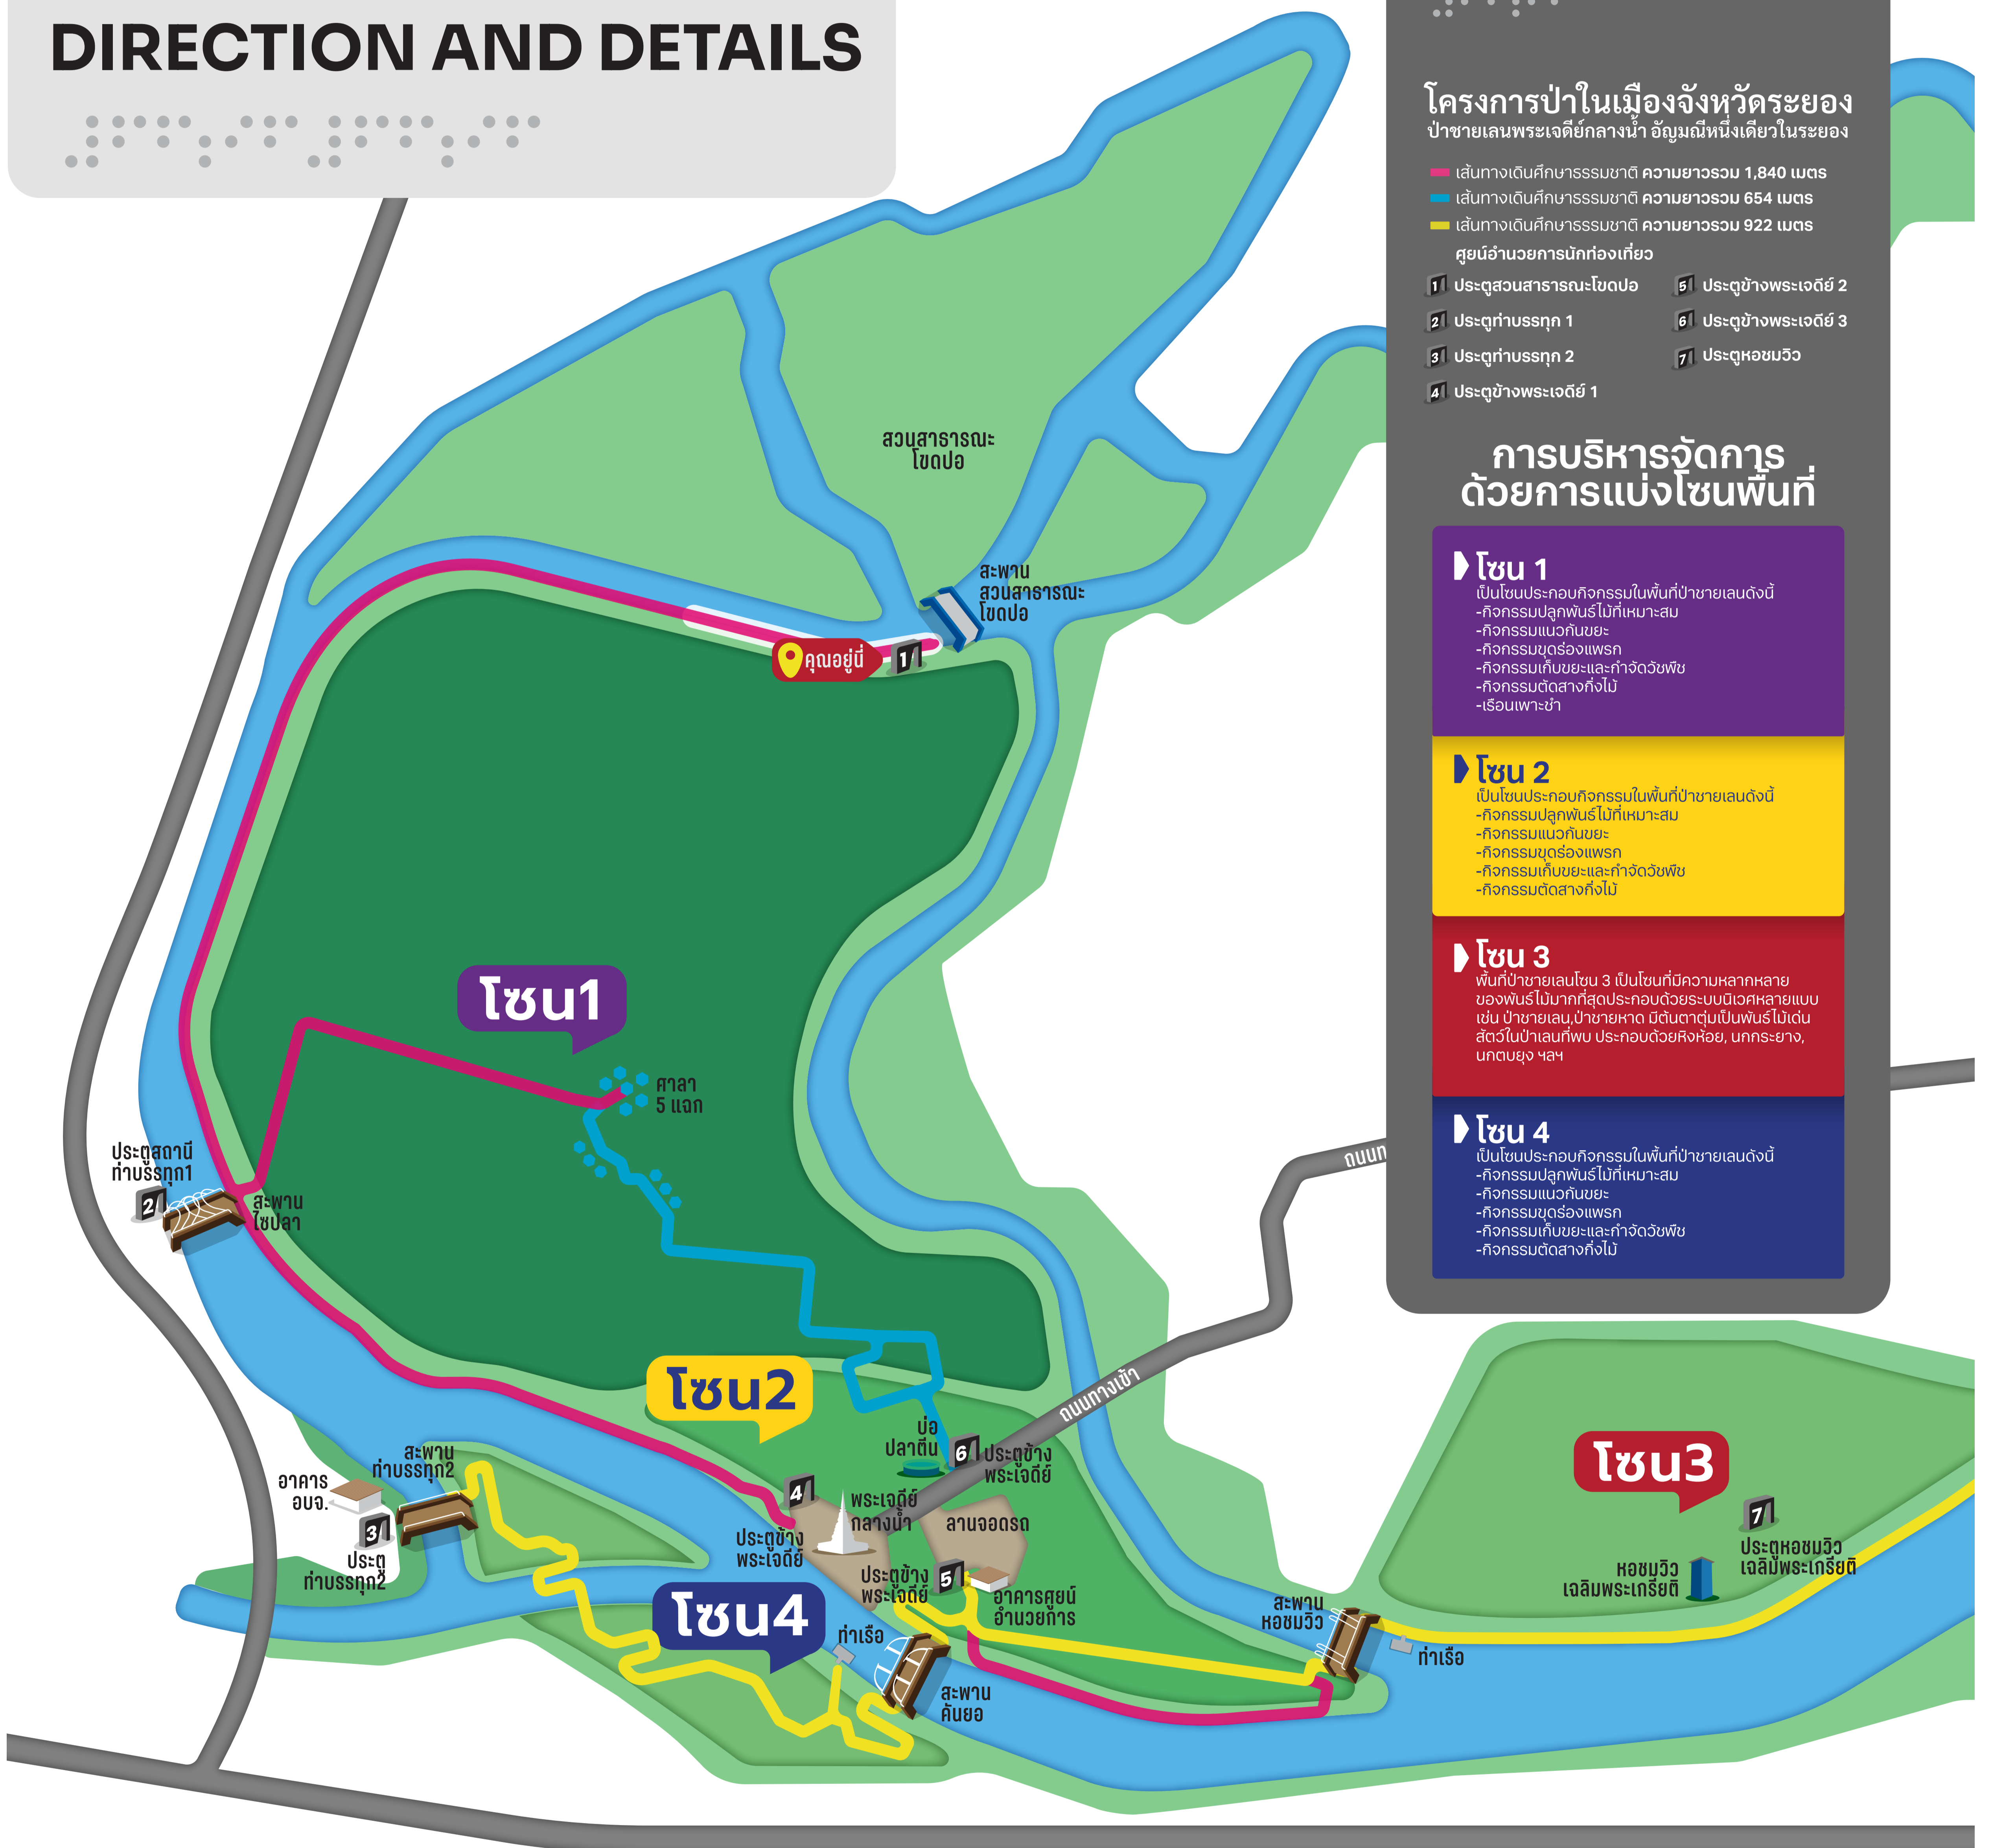 DIRECTION AND DETAILS
โครงการป่าในเมืองจังหวัดระยอง
ป่าชายเลนพระเจดีย์กลางน้ำ อัญมณีหนึ่งเดียวในระยอง
เส้นทางเดินศึกษาธรรมชาติ ความยาวรวม 1,840 เมตร
เส้นทางเดินศึกษาธรรมชาติ ความยาวรวม 654 เมตร
เส้นทางเดินศึกษาธรรมชาติ ความยาวรวม 922 เมตร
ศูยน์อำนวยการนักท่องเที่ยว
1 ประตูสวนสาธารณะโขดปอ
2 ประตูท่าบรรทุก 1
3 ประตูท่าบรรทุก 2
4 ประตูข้างพระเจดีย์ 1
5 ประตูข้างพระเจดีย์ 2
6 ประตูข้างพระเจดีย์ 3
7 ประตูหอชมวิว
การบริหารจัดการ
ด้วยการแบ่งโซนพื้นที่
โซน 1
เป็นโซนประกอบกิจกรรมในพื้นที่ป่าชายเลนดังนี้
-กิจกรรมปลูกพันธ์ไม้ที่เหมาะสม
-กิจกรรมแนวกันขยะ
-กิจกรรมขุดร่องแพรก
-กิจกรรมเก็บขยะและกำจัดวัชพืช
-กิจกรรมตัดสางกิ่งไม้
-เรือนเพาะชำ
โซน 2
เป็นโซนประกอบกิจกรรมในพื้นที่ป่าชายเลนดังนี้
-กิจกรรมปลูกพันธ์ไม้ที่เหมาะสม
-กิจกรรมแนวกันขยะ
-กิจกรรมขุดร่องแพรก
-กิจกรรมเก็บขยะและกำจัดวัชพืช
-กิจกรรมตัดสางกิ่งไม้
โซน 3
พื้นที่ป่าชายเลนโซน 3 เป็นโซนที่มีความหลากหลาย
ของพันธ์ไม้มากที่สุดประกอบด้วยระบบนิเวศหลายแบบ
เช่น ป่าชายเลน,ป่าชายหาด มีต้นตาตุ่มเป็นพันธ์ไม้เด่น
สัตว์ในป่าเลนที่พบ ประกอบด้วยหิงห้อย, นกกระยาง,
นกตบยุง ฯลฯ
โซน 4
เป็นโซนประกอบกิจกรรมในพื้นที่ป่าชายเลนดังนี้
-กิจกรรมปลูกพันธ์ไม้ที่เหมาะสม
-กิจกรรมแนวกันขยะ
-กิจกรรมขุดร่องแพรก
-กิจกรรมเก็บขยะและกำจัดวัชพืช
-กิจกรรมตัดสางกิ่งไม้
สวนสาธารณะ
โขดปอ
สะพาน
สวนสาธารณะ
โขดปอ
คุณอยู่นี่
1
โซน1
ศาลา
5 แฉก
ประตูสถานี
ท่าบรรทุก1
2
สะพาน
ไซปลา
ถนนท
ถนนทางเข้า
โซน2
บ่อ
ปลาตีน
6
ประตูข้าง
พระเจดีย์
สะพาน
ท่าบรรทุก2
อาคาร
อบจ.
3
ประตู
ท่าบรรทุก2
4
ประตูข้าง
พระเจดีย์
พระเจดีย์
กลางน้ำ
ลานจอดรถ
ประตูข้าง
พระเจดีย์
5
อาคารศูยน์
อำนวยการ
โซน4
ท่าเรือ
สะพาน
คันยอ
สะพาน
หอชมวิว
ท่าเรือ
โซน3
7
ประตูหอชมวิว
เฉลิมพระเกรียติ
หอชมวิว
เฉลิมพระเกรียติ